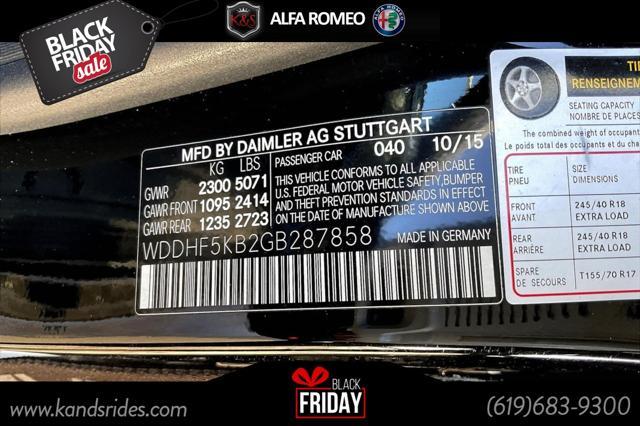 BLACK
FRIDAY
sale
K&S
ALFA ROMEO
MFD BY DAIMLER AG STUTTGART
KG LBS
GVWR 2300 5071
GAWR FRONT 1095 2414
GAWR REAR 1235 2723
PASSENGER CAR 040 10/15
THIS VEHICLE CONFORMS TO ALL APPLICABLE
U.S. FEDERAL MOTOR VEHICLE SAFETY, BUMPER
AND THEFT PREVENTION STANDARDS IN EFFECT
ON THE DATE OF MANUFACTURE SHOWN ABOVE
WDDHF5KB2GB287858 MADE IN GERMANY
TI
RENSEIGNEMEN
SEATING CAPACITY
NOMBRE DE PLACES
The combined weight of occupants
Le poids total des occupants et du cha
TIRE SIZE
PNEU DIMENSIONS
FRONT 245/40 R18
AVANT EXTRA LOAD
REAR 245/40 R18
ARRIÈRE EXTRA LOAD
SPARE T155/70 R17
DE SECOURS
www.kandsrides.com
BLACK
FRIDAY
(619)683-9300